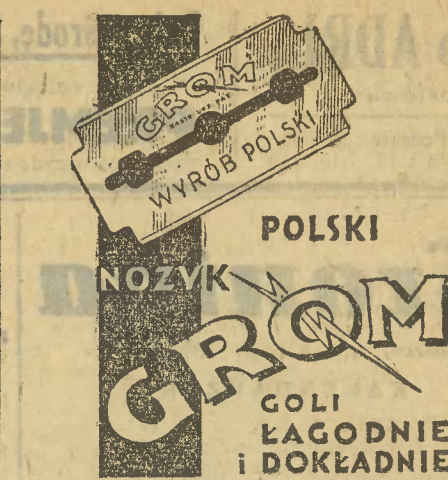 GROM
WYRÓB POLSKI
POLSKI
NOŻYK
GROM
GOLI
ŁAGODNIE
i DOKŁADNIE